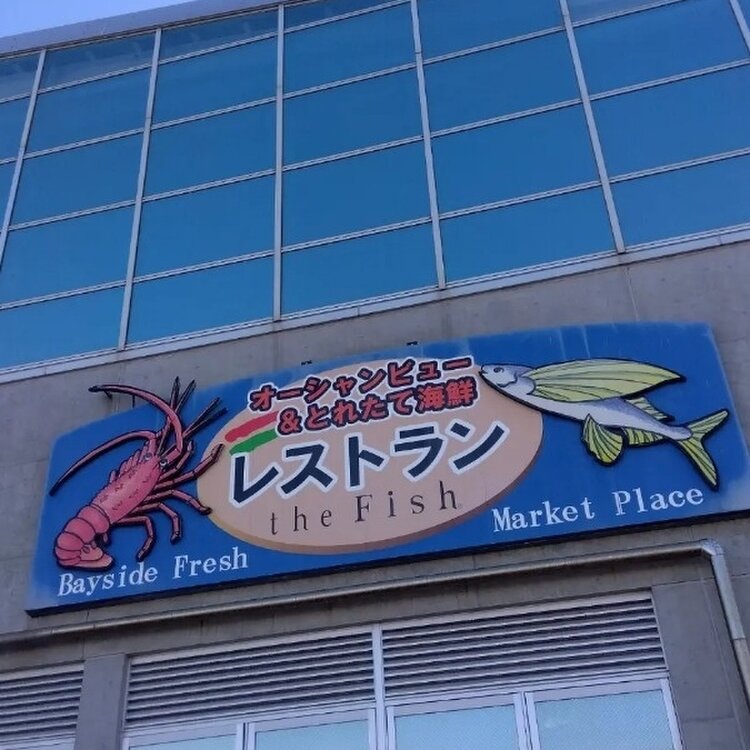 オーシャンビュー
&とれたて海鮮
レストラン
the Fish
Bayside Fresh
Market Place